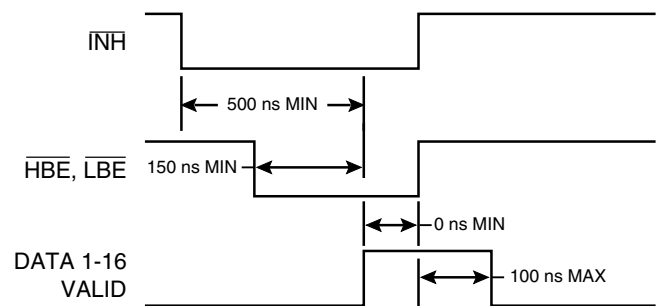 INH
500 ns MIN
HBE, LBE
150 ns MIN
0 ns MIN
DATA 1-16
VALID
100 ns MAX